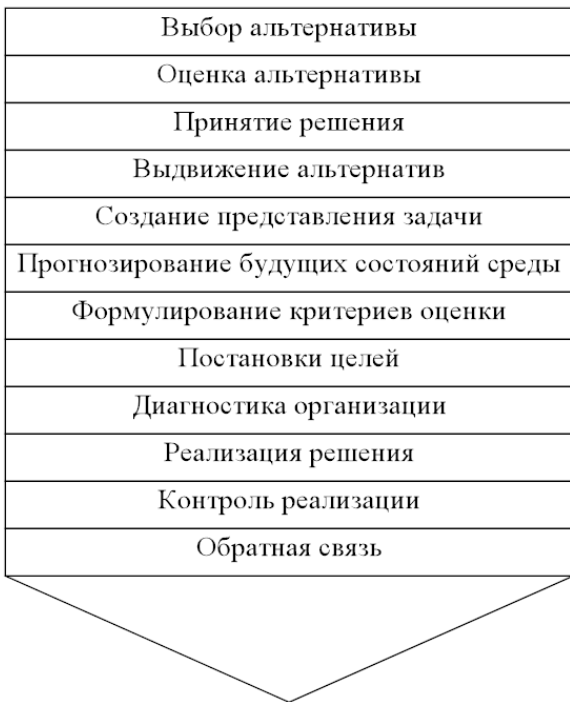 Выбор альтернативы
Оценка альтернативы
Принятие решения
Выдвижение альтернатив
Создание представления задачи
Прогнозирование будущих состояний среды
Формулирование критериев оценки
Постановки целей
Диагностика организации
Реализация решения
Контроль реализации
Обратная связь